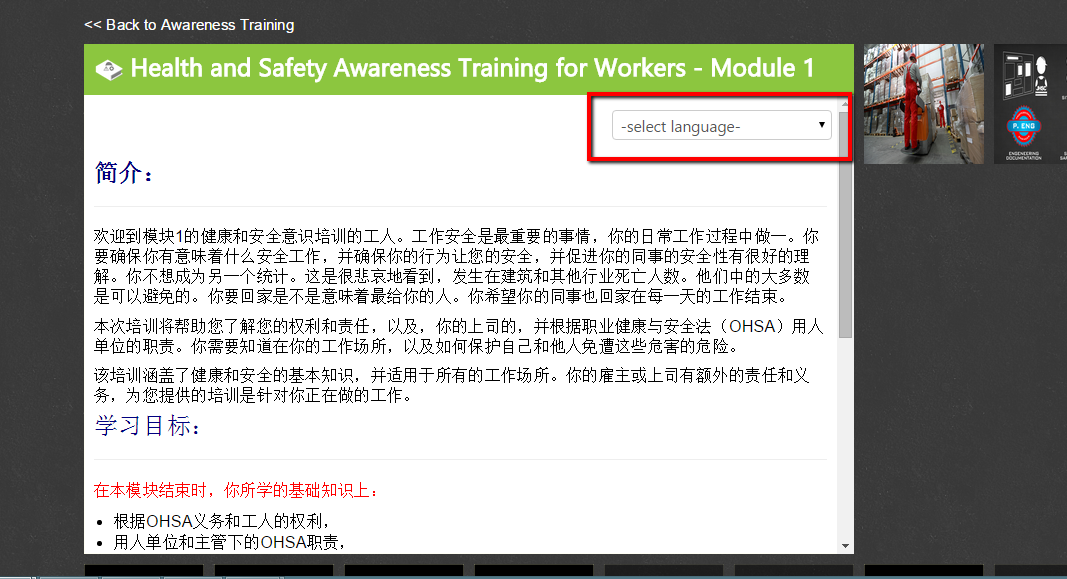 << Back to Awareness Training
Health and Safety Awareness Training for Workers - Module 1
-select language-
简介：
欢迎到模块1的健康和安全意识培训的工人。工作安全是最重要的事情，你的日常工作过程中做一。你
要确保你有意味着什么安全工作，并确保你的行为让您的安全，并促进你的同事的安全性有很好的理
解。你不想成为另一个统计。这是很悲哀地看到，发生在建筑和其他行业死亡人数。他们中的大多数
是可以避免的。你要回家是不是意味着最给你的人。你希望你的同事也回家在每一天的工作结束。
本次培训将帮助您了解您的权利和责任，以及，你的上司的，并根据职业健康与安全法（OHSA）用人
单位的职责。你需要知道在你的工作场所，以及如何保护自己和他人免遭这些危害的危险。
该培训涵盖了健康和安全的基本知识，并适用于所有的工作场所。你的雇主或上司有额外的责任和义
务，为您提供的培训是针对你正在做的工作。
学习目标：
在本模块结束时，你所学的基础知识上：
根据OHSA义务和工人的权利，
用人单位和主管下的OHSA职责，
P. ENG
ENGINEERING
DOCUMENTATION